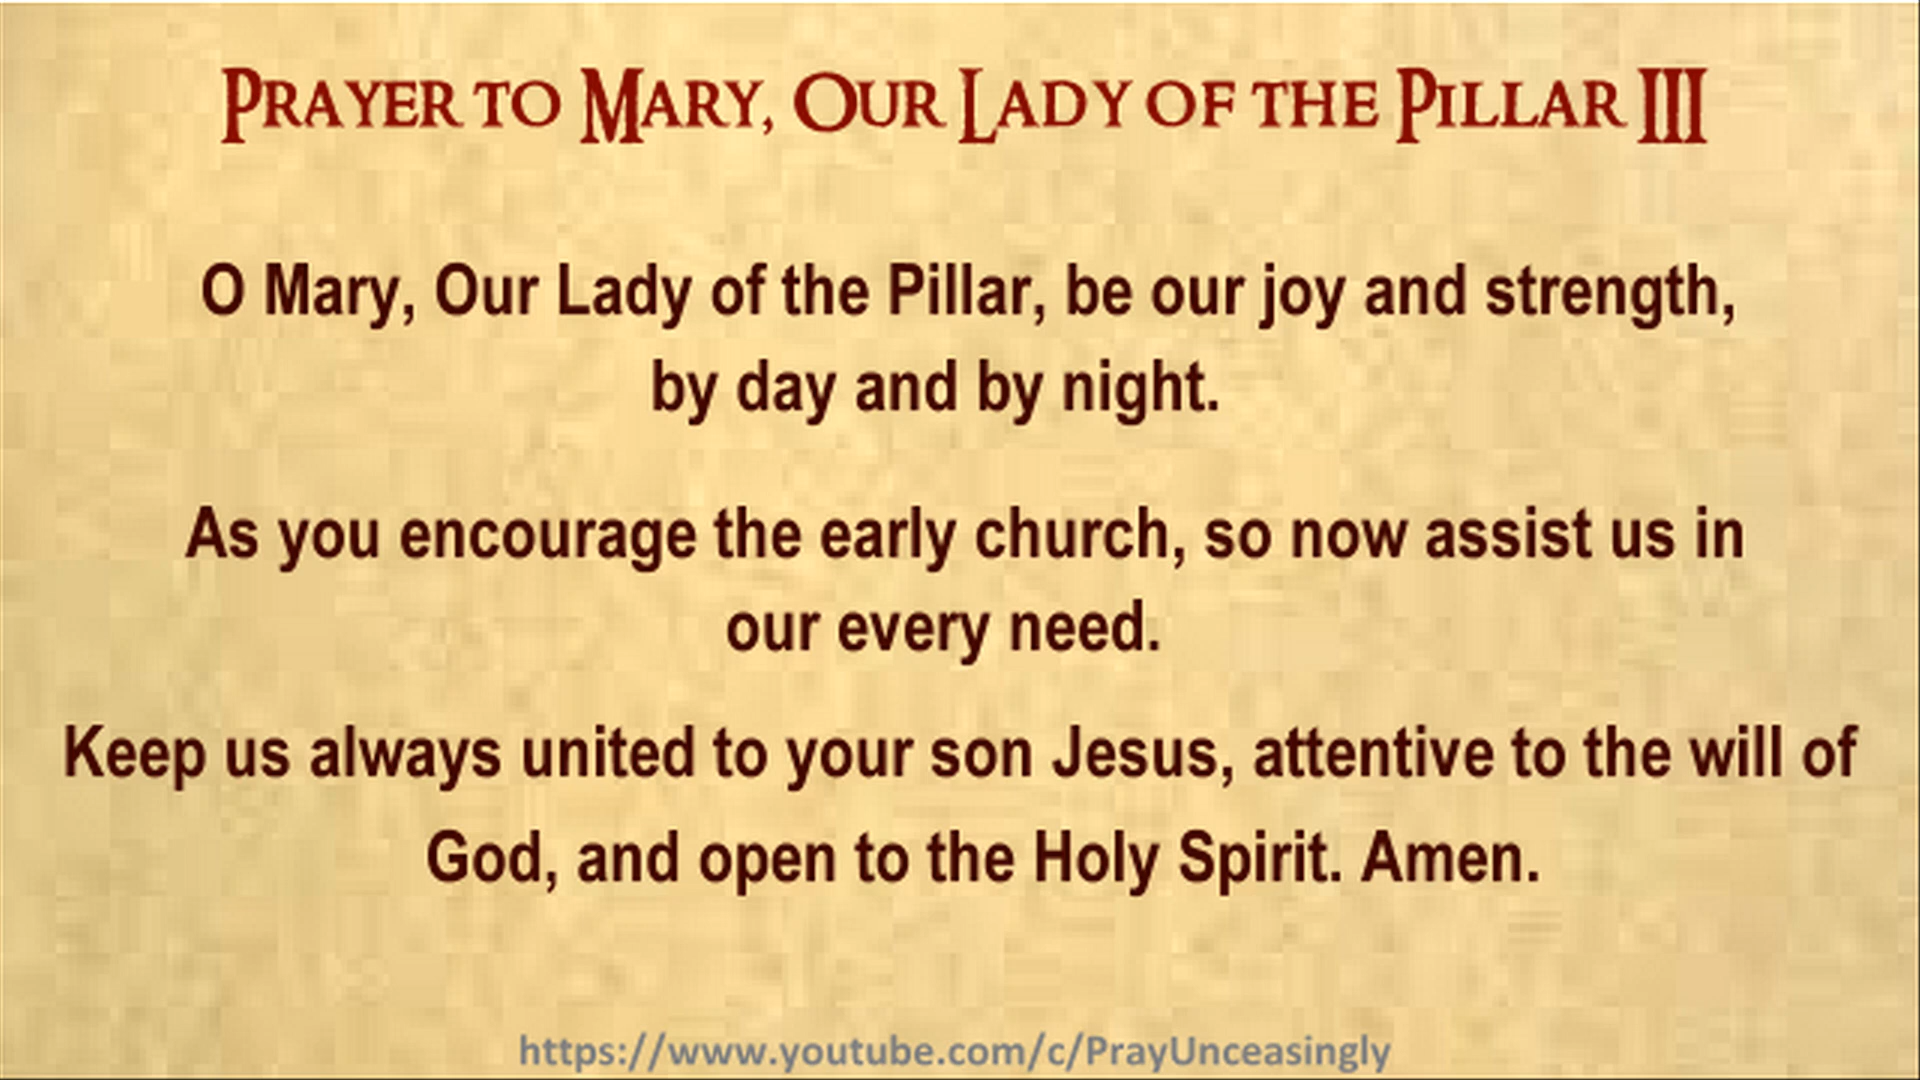 Prayer to Mary, Our Lady of the Pillar III
O Mary, Our Lady of the Pillar, be our joy and strength,
by day and by night.
As you encourage the early church, so now assist us in
our every need.
Keep us always united to your son Jesus, attentive to the will of
God, and open to the Holy Spirit. Amen.
https://www.youtube.com/c/PrayUnceasingly